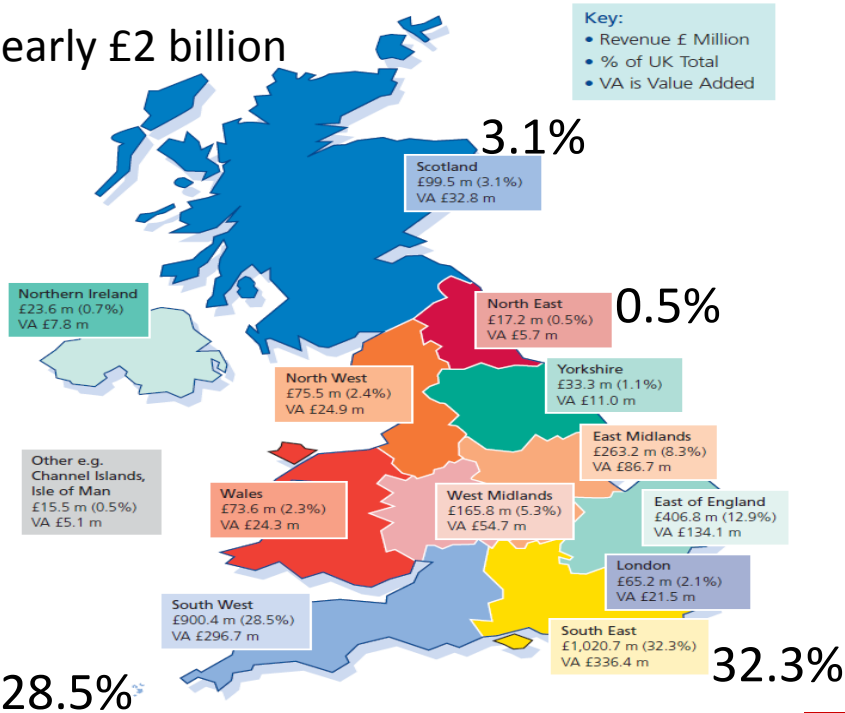 early £2 billion
Key:
• Revenue £ Million
• % of UK Total
• VA is Value Added
3.1%
Scotland
£99.5 m (3.1%)
VA £32.8 m
Northern Ireland
£23.6 m (0.7%)
VA £7.8 m
North East
£17.2 m (0.5%)
VA £5.7 m
0.5%
North West
£75.5 m (2.4%)
VA £24.9 m
Yorkshire
£33.3 m (1.1%)
VA £11.0 m
East Midlands
£263.2 m (8.3%)
VA £86.7 m
Other e.g.
Channel Islands,
Isle of Man
£15.5 m (0.5%)
VA £5.1 m
Wales
£73.6 m (2.3%)
VA £24.3 m
West Midlands
£165.8 m (5.3%)
VA £54.7 m
East of England
£406.8 m (12.9%)
VA £134.1 m
London
£65.2 m (2.1%)
VA £21.5 m
South West
£900.4 m (28.5%)
VA £296.7 m
South East
£1,020.7 m (32.3%)
VA £336.4 m
32.3%
28.5%